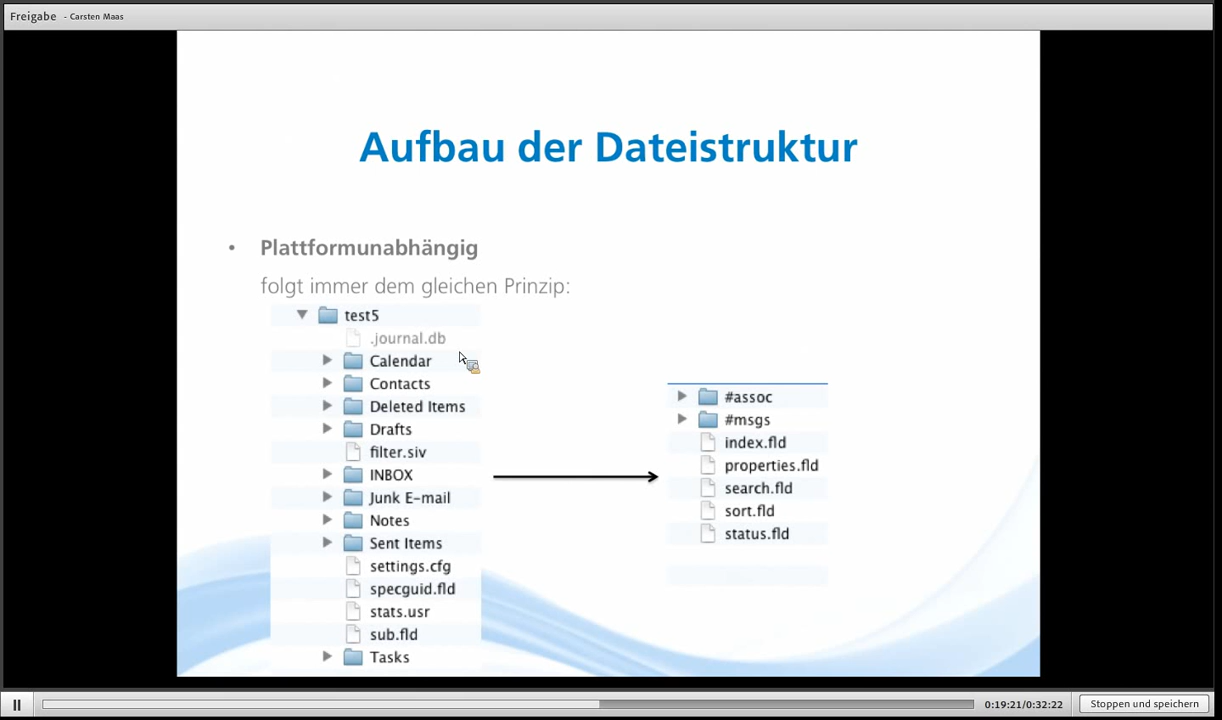 Freigabe - Carsten Maas
Aufbau der Dateistruktur
• Plattformunabhängig
folgt immer dem gleichen Prinzip:
test5
.journal.db
Calendar
Contacts
Deleted Items
Drafts
filter.siv
INBOX
Junk E-mail
Notes
Sent Items
settings.cfg
specguid.fld
stats.usr
sub.fld
Tasks
#assoc
#msgs
index.fld
properties.fld
search.fld
sort.fld
status.fld
0:19:21/0:32:22
Stoppen und speichern